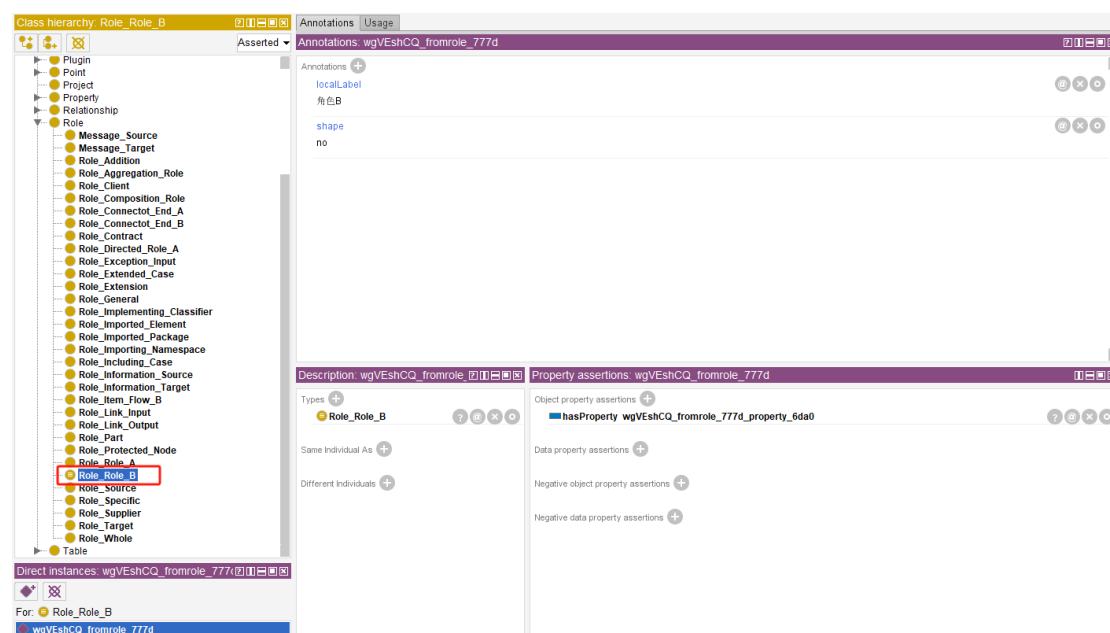 Class hierarchy: Role_Role_B
Asserted
Plugin
Point
Project
Property
Relationship
Role
Message_Source
Message_Target
Role_Addition
Role_Aggregation_Role
Role_Client
Role_Composition_Role
Role_Connectot_End_A
Role_Connectot_End_B
Role_Contract
Role_Directed_Role_A
Role_Exception_Input
Role_Extended_Case
Role_Extension
Role_General
Role_Implementing_Classifier
Role_Imported_Element
Role_Imported_Package
Role_Importing_Namespace
Role_Including_Case
Role_Information_Source
Role_Information_Target
Role_Item_Flow_B
Role_Link_Input
Role_Link_Output
Role_Part
Role_Protected_Node
Role_Role_A
Role_Role_B
Role_Source
Role_Specific
Role_Supplier
Role_Target
Role_Whole
Table
Direct instances: wgVEshCQ_fromrole_777d
For: Role_Role_B
wgVEshCQ_fromrole_777d
Annotations Usage
Annotations: wgVEshCQ_fromrole_777d
Annotations
localLabel
角色B
shape
no
Description: wgVEshCQ_fromrole_
Types
Role_Role_B
Same Individual As
Different Individuals
Property assertions: wgVEshCQ_fromrole_777d
Object property assertions
hasProperty wgVEshCQ_fromrole_777d_property_6da0
Data property assertions
Negative object property assertions
Negative data property assertions